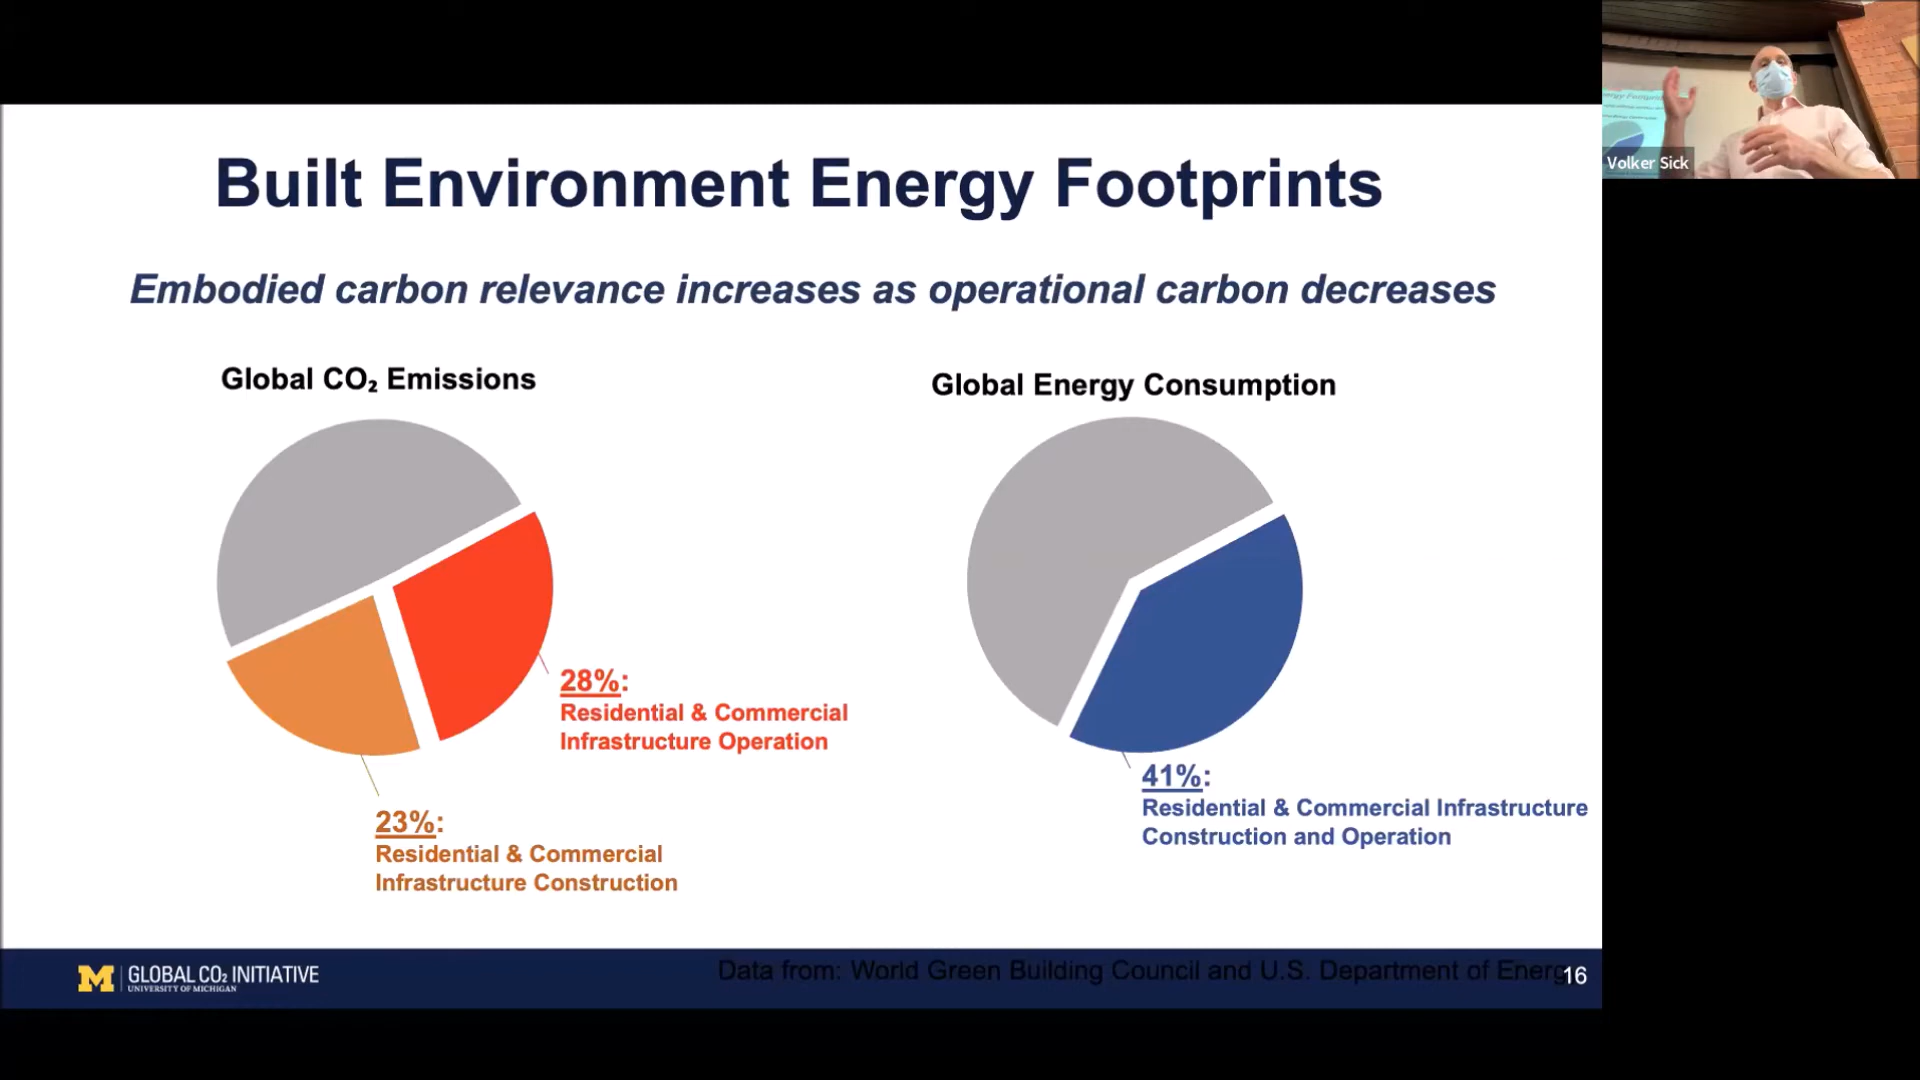 Built Environment Energy Footprints
Embodied carbon relevance increases as operational carbon decreases
Global CO₂ Emissions
28%:
Residential & Commercial
Infrastructure Operation
23%:
Residential & Commercial
Infrastructure Construction
Global Energy Consumption
41%:
Residential & Commercial Infrastructure
Construction and Operation
M GLOBAL CO₂ INITIATIVE
UNIVERSITY OF MICHIGAN
Data from: World Green Building Council and U.S. Department of Energ
16
Volker Sick